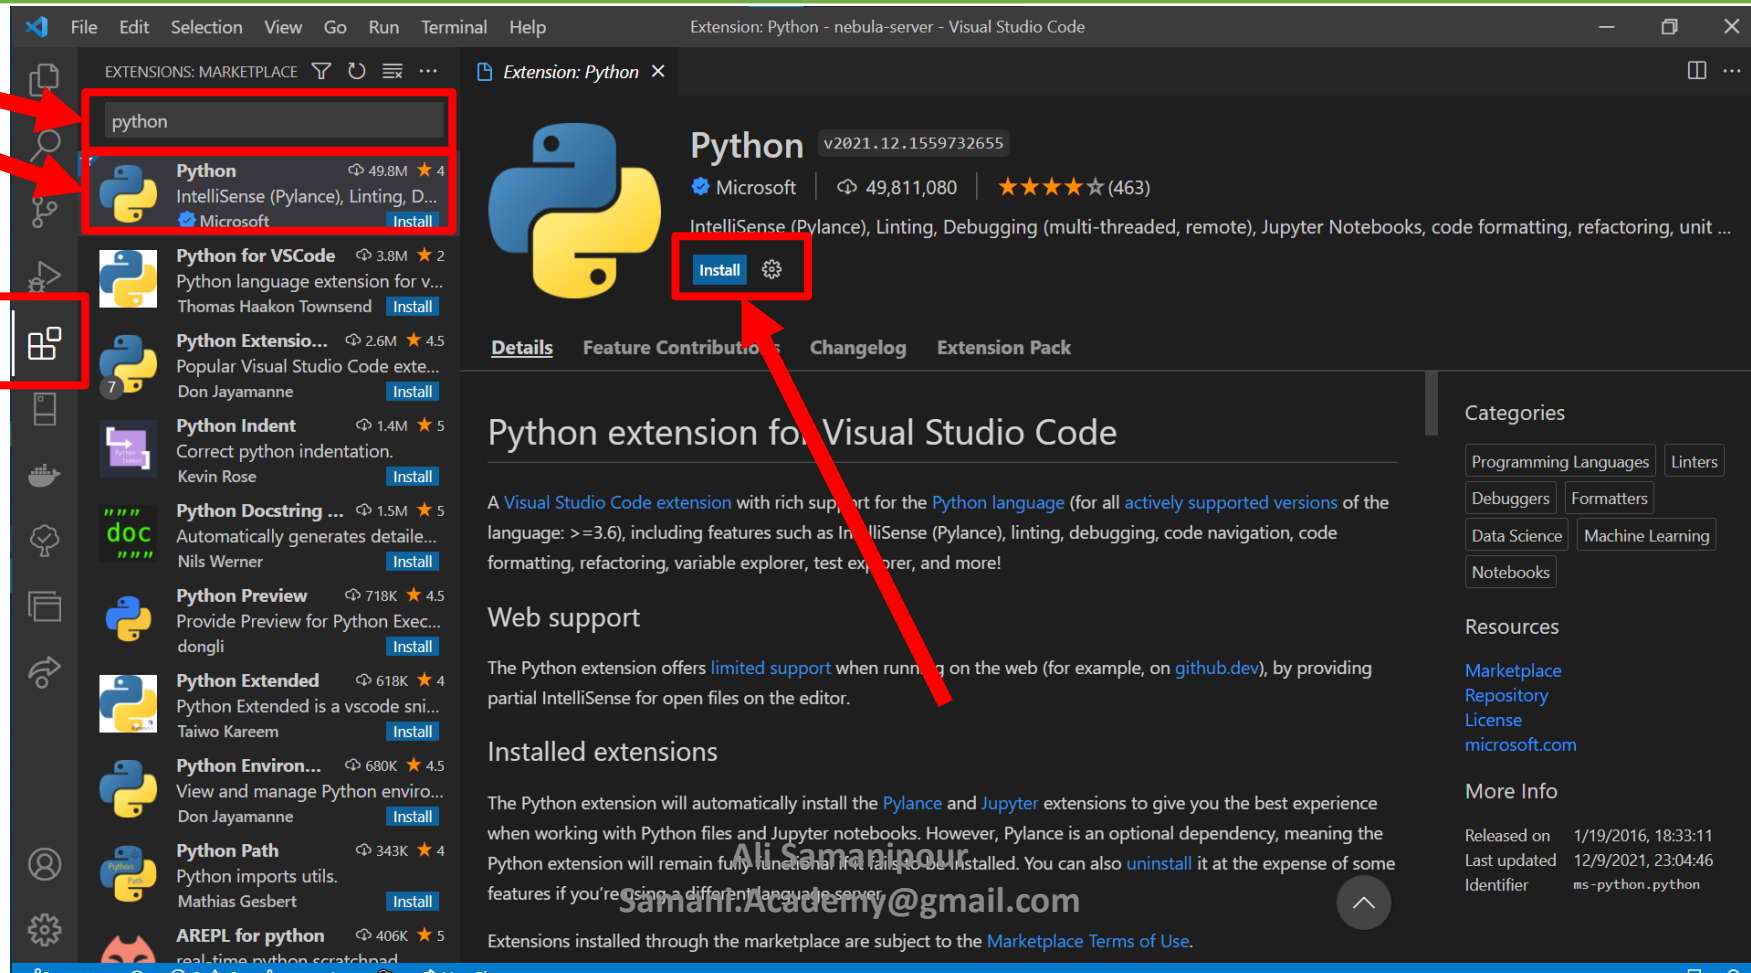 File Edit Selection View Go Run Terminal Help
Extension: Python - nebula-server - Visual Studio Code
EXTENSIONS: MARKETPLACE
python
Python 49.8M 4
IntelliSense (Pylance), Linting, D...
Microsoft Install
Python for VSCode 3.8M 2
Python language extension for v...
Thomas Haakon Townsend Install
Python Extensio... 2.6M 4.5
Popular Visual Studio Code exte...
7
Don Jayamanne Install
Python Indent 1.4M 5
Correct python indentation.
Kevin Rose Install
Python Docstring ... 1.5M 5
Automatically generates detaile...
Nils Werner Install
Python Preview 718K 4.5
Provide Preview for Python Exec...
dongli Install
Python Extended 618K 4
Python Extended is a vscode sni...
Taiwo Kareem Install
Python Environ... 680K 4.5
View and manage Python enviro...
Don Jayamanne Install
Python Path 343K 4
Python imports utils.
Mathias Gesbert Install
AREPL for python 406K 5
real-time python scratchpad
Extension: Python
Python v2021.12.1559732655
Microsoft 49,811,080 (463)
IntelliSense (Pylance), Linting, Debugging (multi-threaded, remote), Jupyter Notebooks, code formatting, refactoring, unit ...
Install
Details Feature Contributions Changelog Extension Pack
Python extension for Visual Studio Code
A Visual Studio Code extension with rich support for the Python language (for all actively supported versions of the
language: >=3.6), including features such as IntelliSense (Pylance), linting, debugging, code navigation, code
formatting, refactoring, variable explorer, test explorer, and more!
Web support
The Python extension offers limited support when running on the web (for example, on github.dev), by providing
partial IntelliSense for open files on the editor.
Installed extensions
The Python extension will automatically install the Pylance and Jupyter extensions to give you the best experience
when working with Python files and Jupyter notebooks. However, Pylance is an optional dependency, meaning the
Python extension will remain fully functional if it fails to be installed. You can also uninstall it at the expense of some
features if you're using a different language server.
Extensions installed through the marketplace are subject to the Marketplace Terms of Use.
Ali Samanipour
Samani.Academy@gmail.com
Categories
Programming Languages Linters
Debuggers Formatters
Data Science Machine Learning
Notebooks
Resources
Marketplace
Repository
License
microsoft.com
More Info
Released on 1/19/2016, 18:33:11
Last updated 12/9/2021, 23:04:46
Identifier ms-python.python